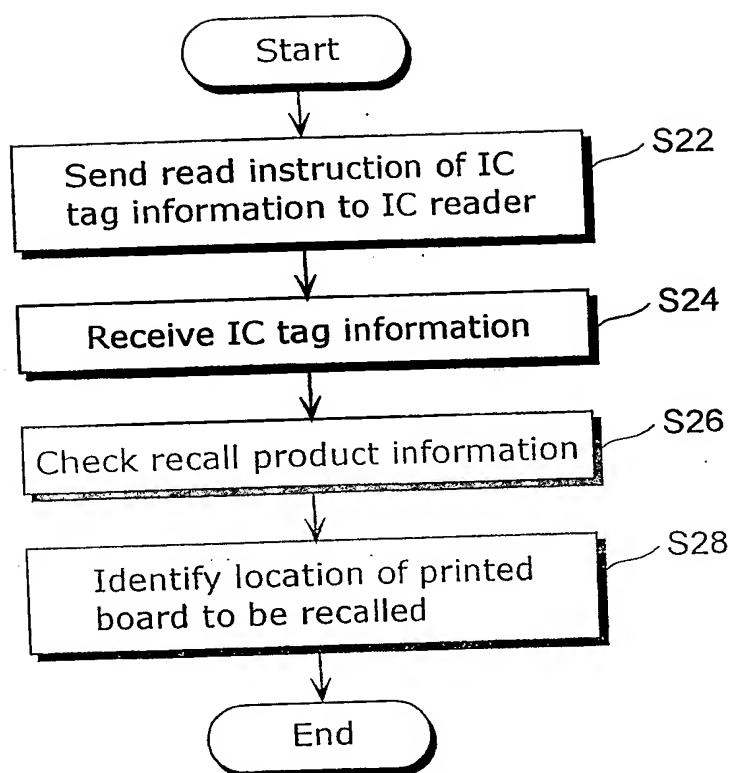 Start
S22
Send read instruction of IC
tag information to IC reader
S24
Receive IC tag information
S26
Check recall product information
S28
Identify location of printed
board to be recalled
End